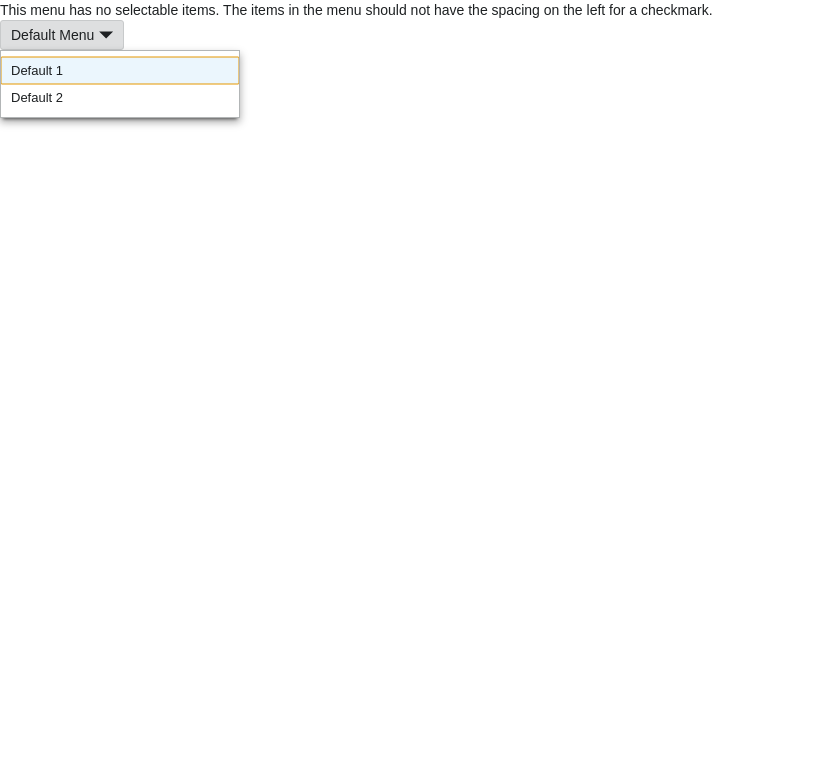 This menu has no selectable items. The items in the menu should not have the spacing on the left for a checkmark.
Default Menu
Default 1
Default 2